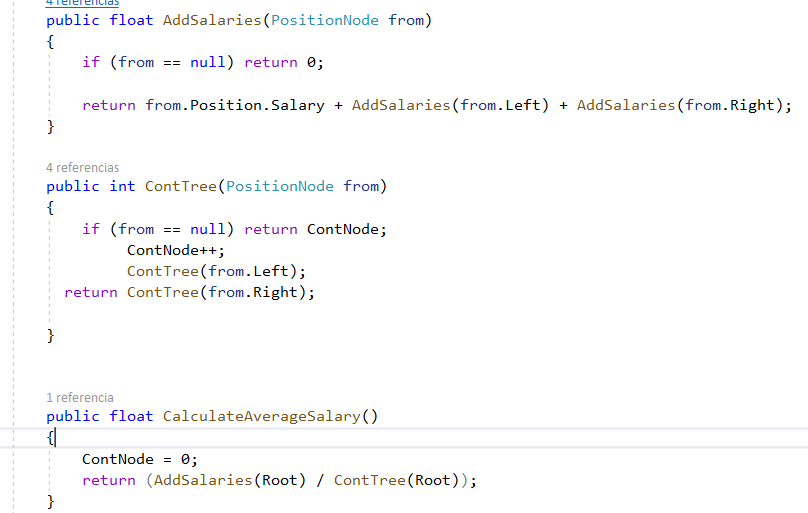 4 referencias
public float AddSalaries(PositionNode from)
{
if (from == null) return 0;
return from.Position.Salary + AddSalaries(from.Left) + AddSalaries(from.Right);
}
4 referencias
public int ContTree(PositionNode from)
{
if (from == null) return ContNode;
ContNode++;
ContTree(from.Left);
return ContTree(from.Right);
}
1 referencia
public float CalculateAverageSalary()
{
ContNode = 0;
return (AddSalaries(Root) / ContTree(Root));
}